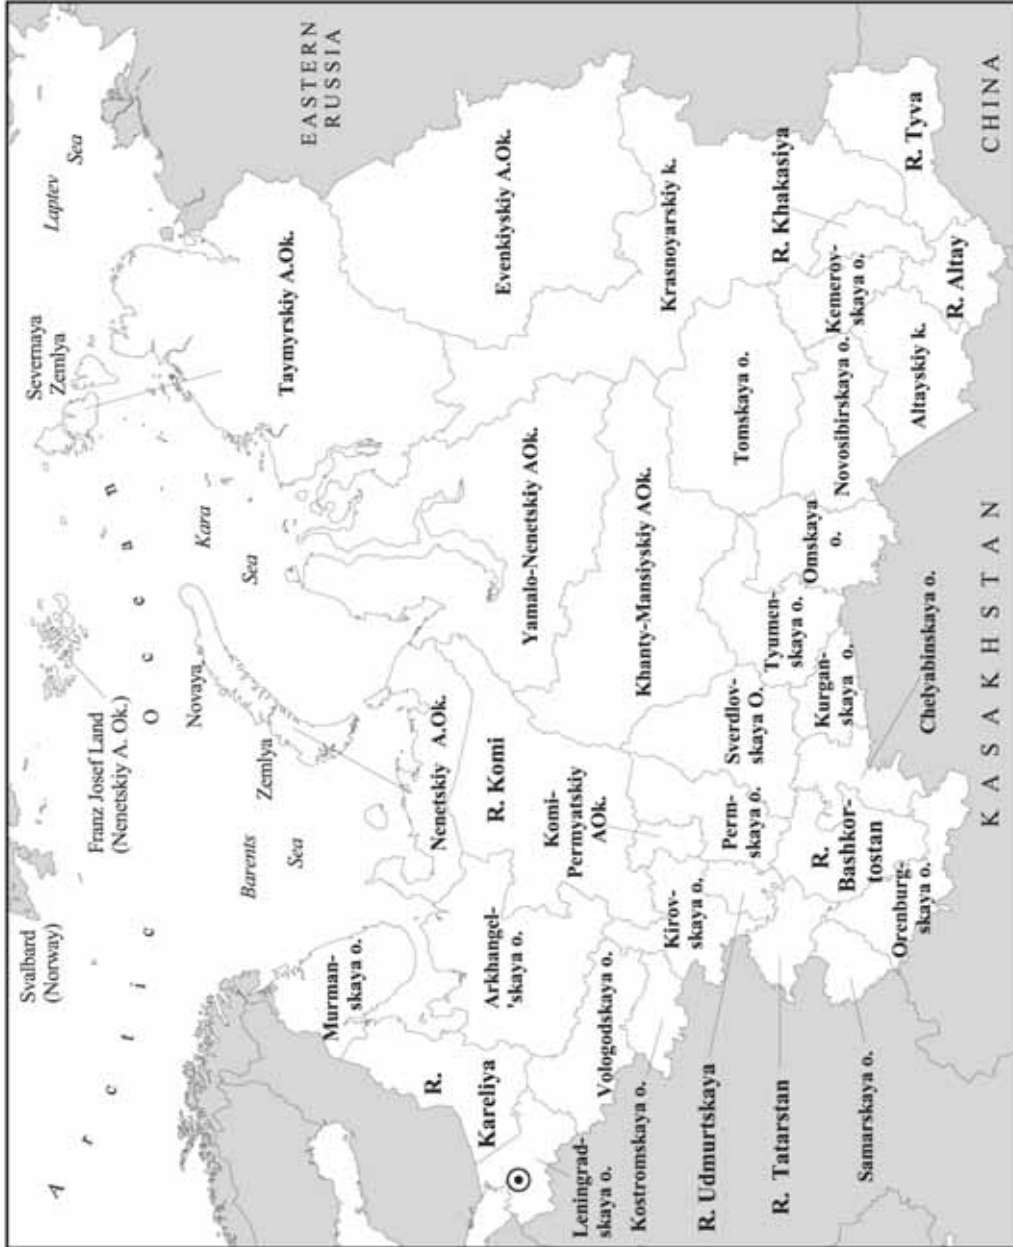 Svalbard
(Norway)
Franz Josef Land
(Nenetskiy A. Ok.)
Severnaya
Zemlya
Laptev
Sea
A r c t i c O c e a n
Kara
Sea
Novaya
Zemlya
Barents
Sea
EASTERN
RUSSIA
Taymyrskiy A.Ok.
Murman-
skaya o.
Nenetskiy A.Ok.
R.
Kareliya
Arkhangel-
'skaya o.
R. Komi
Yamalo-Nenetskiy AOk.
Evenkiyskiy A.Ok.
Komi-
Permyatskiy
AOk.
Khanty-Mansiyskiy AOk.
Krasnoyarskiy k.
Leningrad-
skaya o.
Vologodskaya o.
Kostromskaya o.
Kirov-
skaya o.
Perm-
skaya o.
Sverdlov-
skaya O.
Tomskaya o.
R. Khakasiya
R. Udmurtskaya
Tyumen-
skaya o.
Omskaya
o.
Novosibirskaya o.
Kemerov-
skaya o.
R. Tatarstan
R.
Bashkor-
tostan
Kurgan-
skaya o.
Altayskiy k.
R. Altay
R. Tyva
Samarskaya o.
Orenburg-
skaya o.
Chelyabinskaya o.
KASAKHSTAN
CHINA